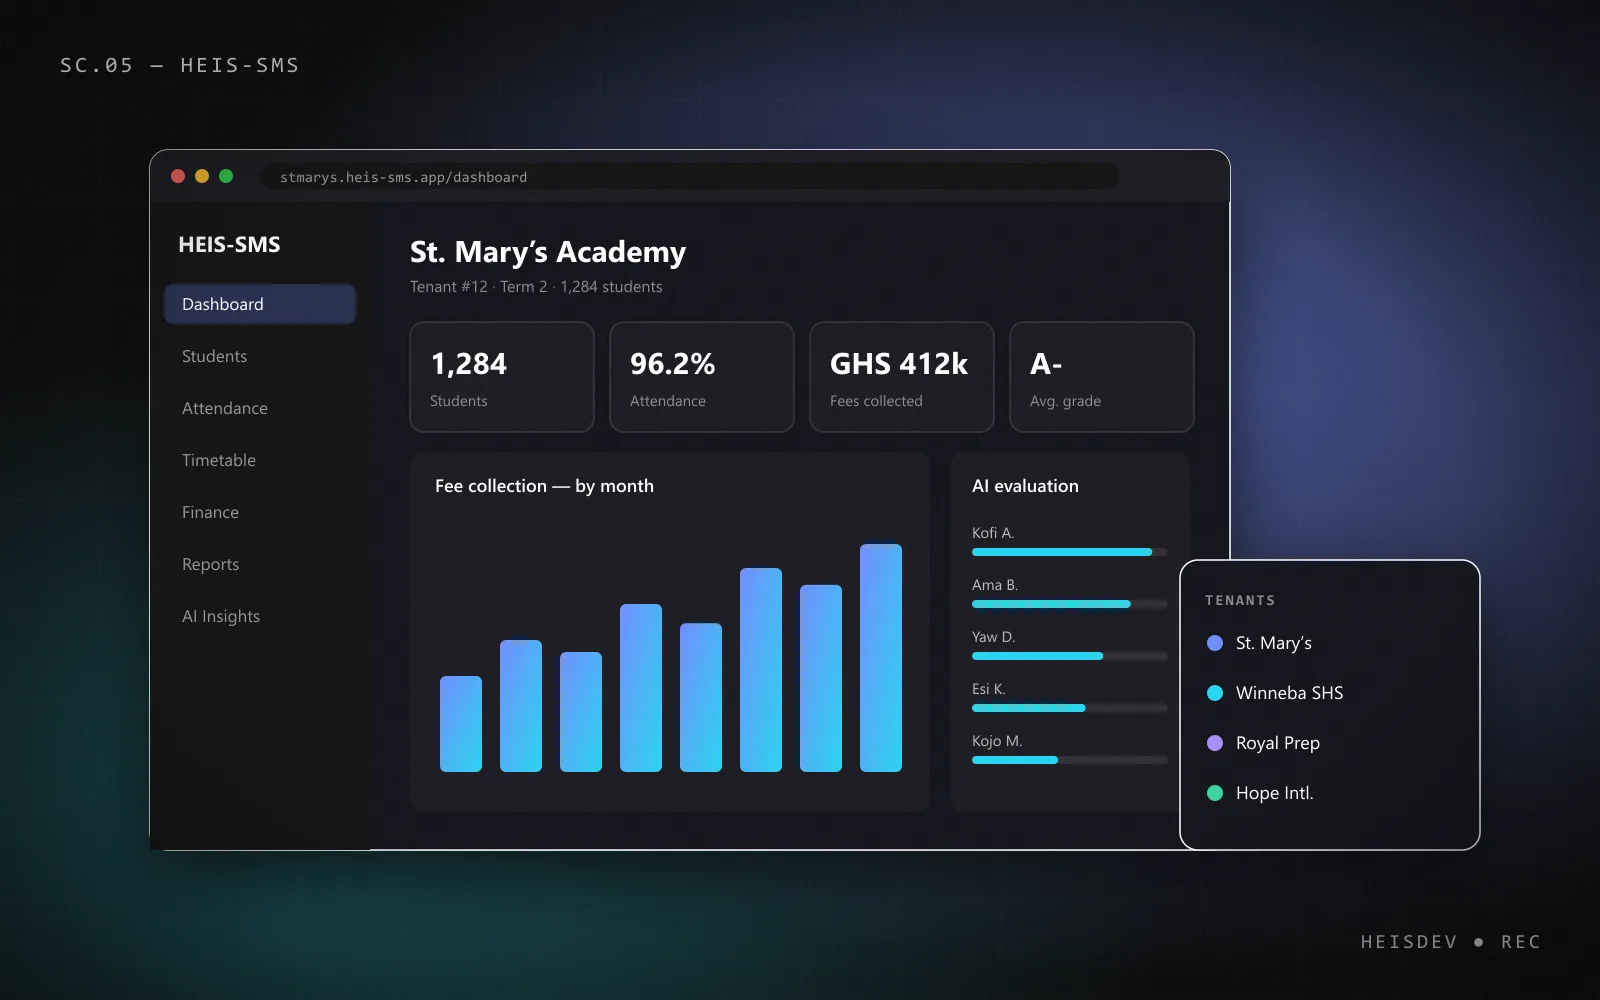 SC.05 — HEIS-SMS
stmarys.heis-sms.app/dashboard
HEIS-SMS
Dashboard
Students
Attendance
Timetable
Finance
Reports
AI Insights
St. Mary’s Academy
Tenant #12 · Term 2 · 1,284 students
1,284
Students
96.2%
Attendance
GHS 412k
Fees collected
A-
Avg. grade
Fee collection — by month
AI evaluation
Kofi A.
Ama B.
Yaw D.
Esi K.
Kojo M.
TENANTS
St. Mary’s
Winneba SHS
Royal Prep
Hope Intl.
HEISDEV ● REC